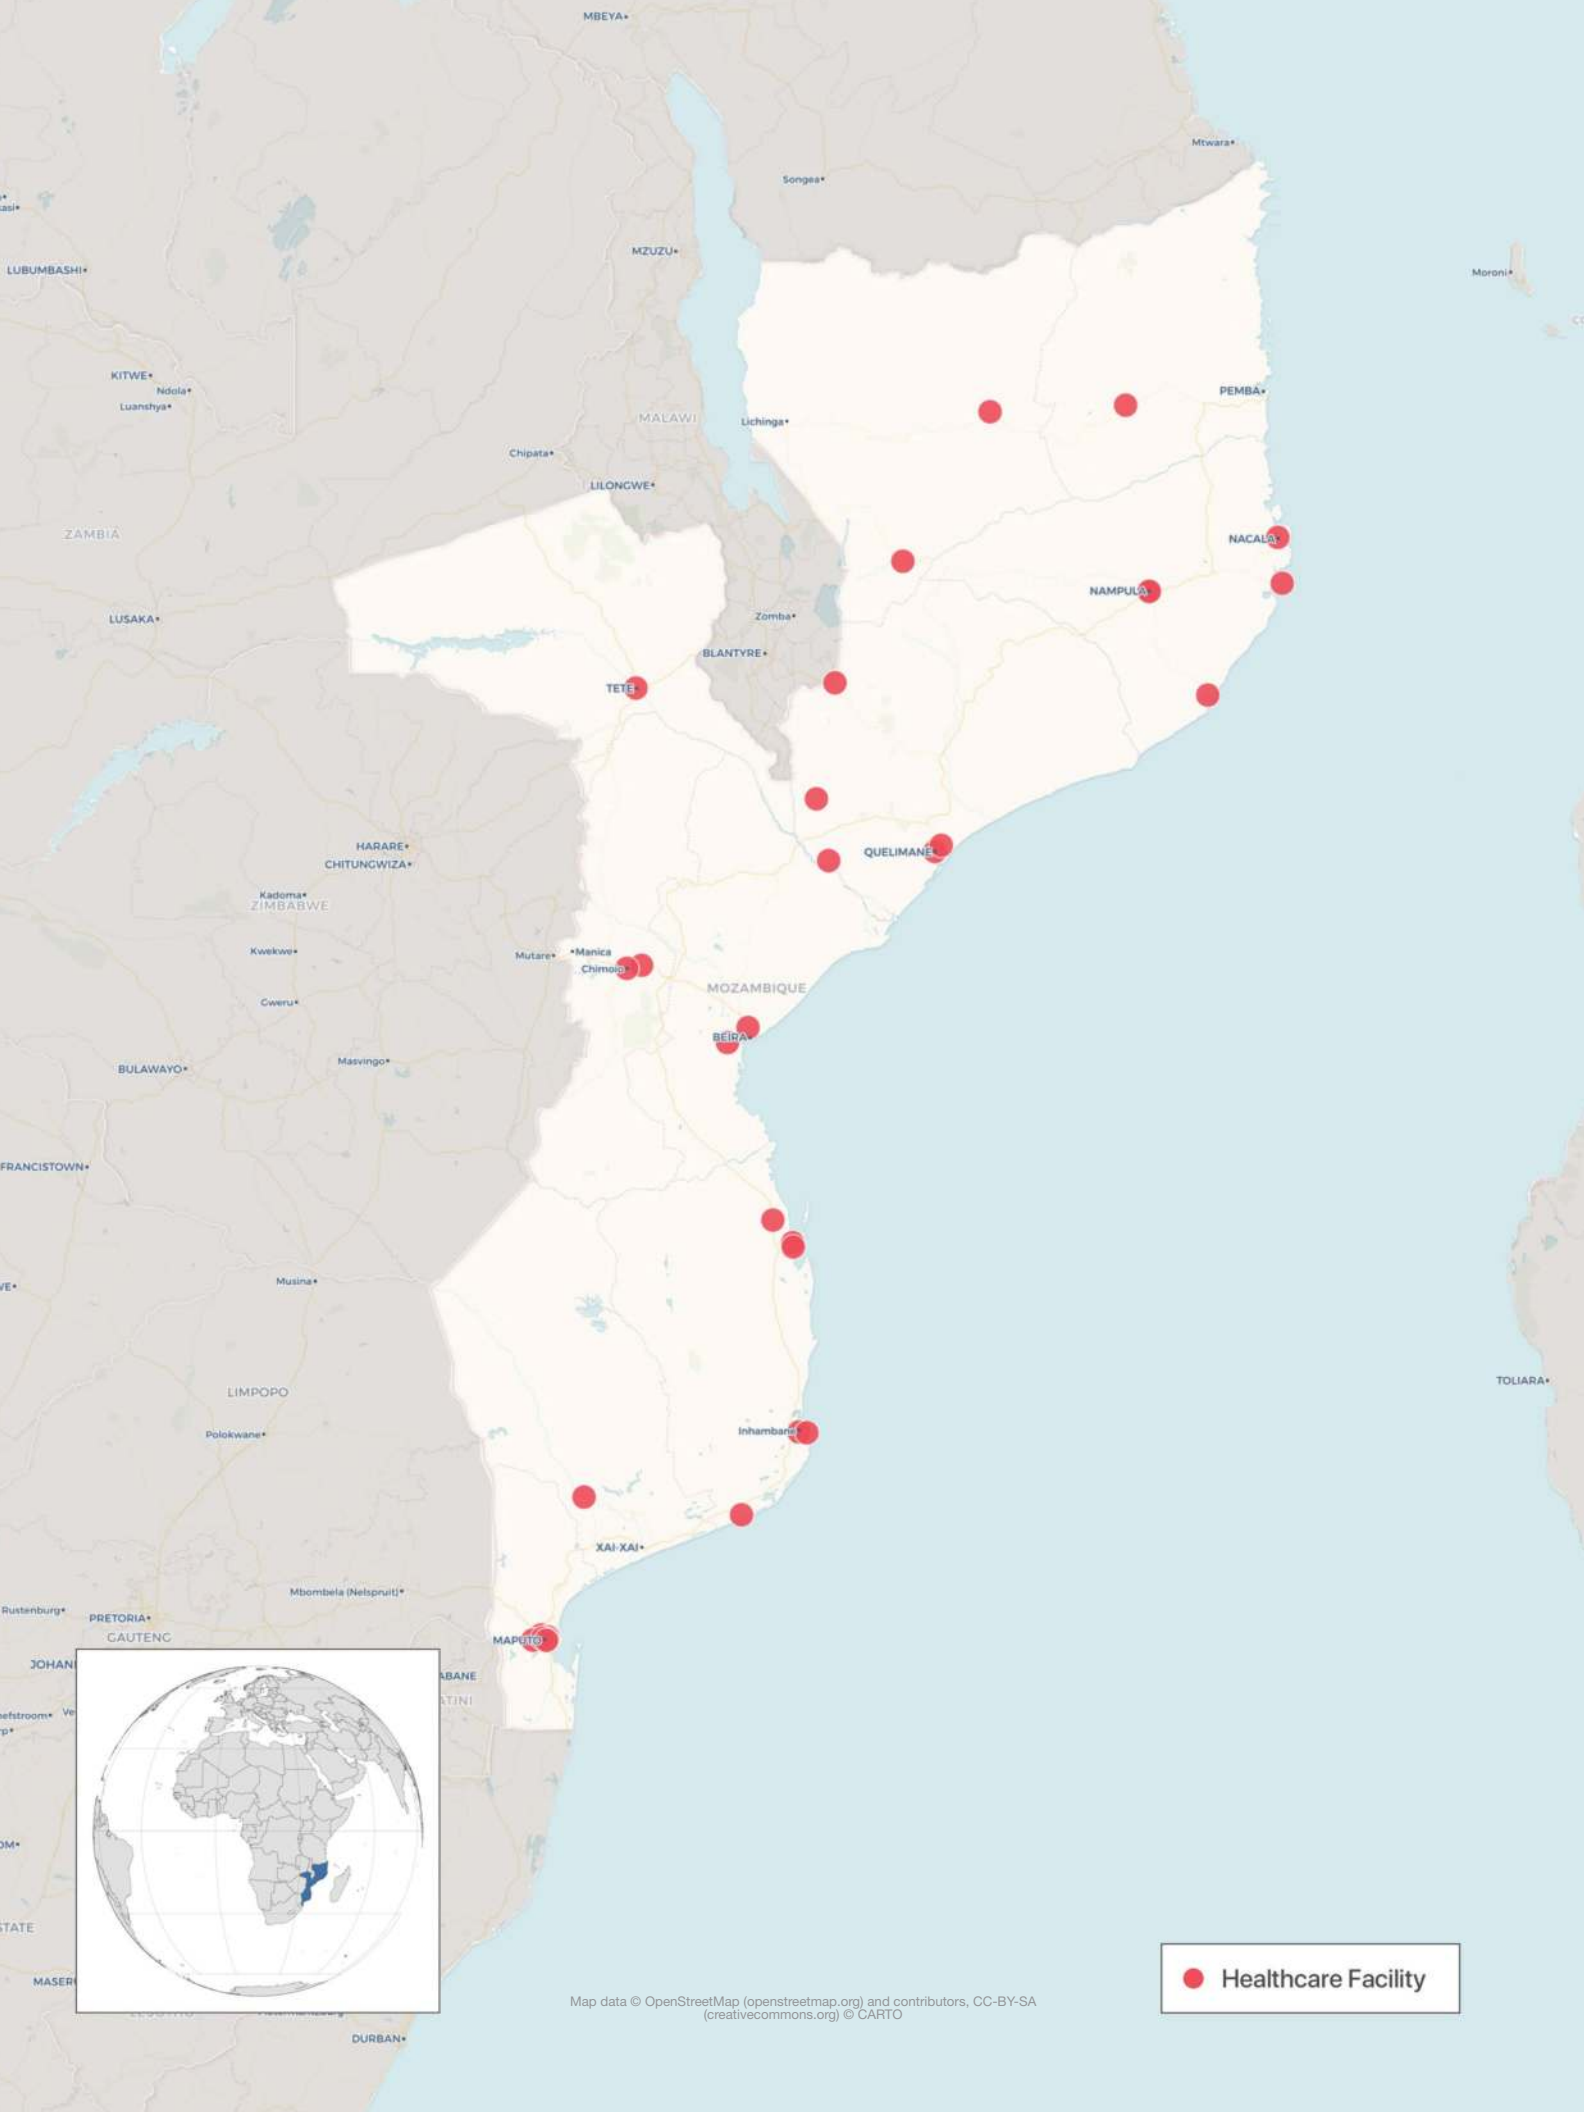 MBEYA
Mtwara
Songea
MZUZU
LUBUMBASHI
Moroni
KITWE
Ndola
Luanshya
PEMBA
MALAWI
Lichinga
Chipata
LILONGWE
ZAMBIA
NACALA
NAMPULA
LUSAKA
Zomba
BLANTYRE
TETE
HARARE
CHITUNGWIZA
QUELIMANE
Kadoma
ZIMBABWE
Kwekwe
Mutare
Manica
Chimoio
MOZAMBIQUE
Gweru
BEIRA
Masvingo
BULAWAYO
FRANCISTOWN
Musina
TOLIARA
LIMPOPO
Polokwane
Inhambane
XAI-XAI
Mbombela (Nelspruit)
Rustenburg
PRETORIA
GAUTENG
MAPUTO
Healthcare Facility
Map data © OpenStreetMap (openstreetmap.org) and contributors, CC-BY-SA
(creativecommons.org) © CARTO
DURBAN